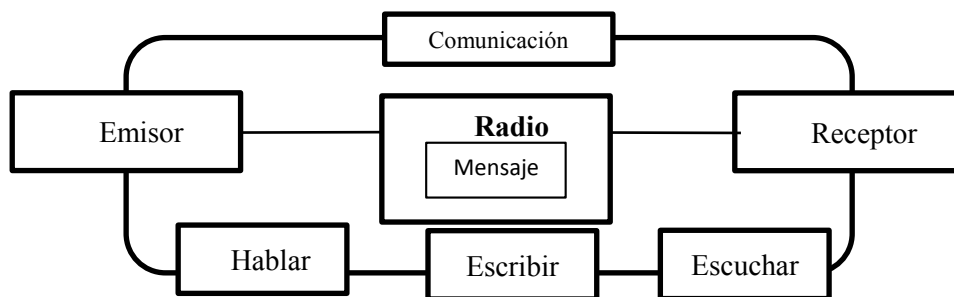 Comunicación
Emisor
Radio
Mensaje
Receptor
Hablar
Escribir
Escuchar